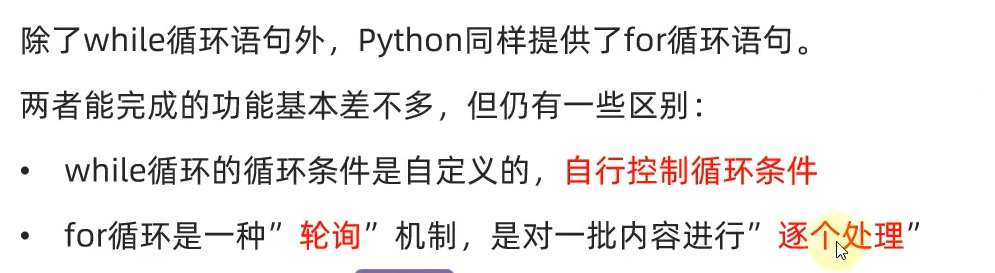 除了while循环语句外，Python同样提供了for循环语句。
两者能完成的功能基本差不多，但仍有一些区别：
• while循环的循环条件是自定义的，自行控制循环条件
• for循环是一种”轮询”机制，是对一批内容进行”逐个处理”